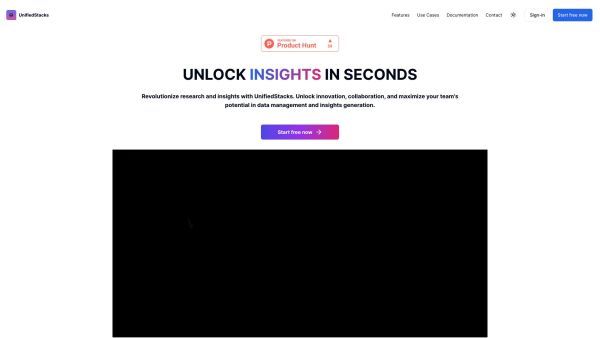 UnifiedStacks
Features Use Cases Documentation Contact Sign-in Start free now
FEATURED ON
Product Hunt
UNLOCK INSIGHTS IN SECONDS
Revolutionize research and insights with UnifiedStacks. Unlock innovation, collaboration, and maximize your team's
potential in data management and insights generation.
Start free now